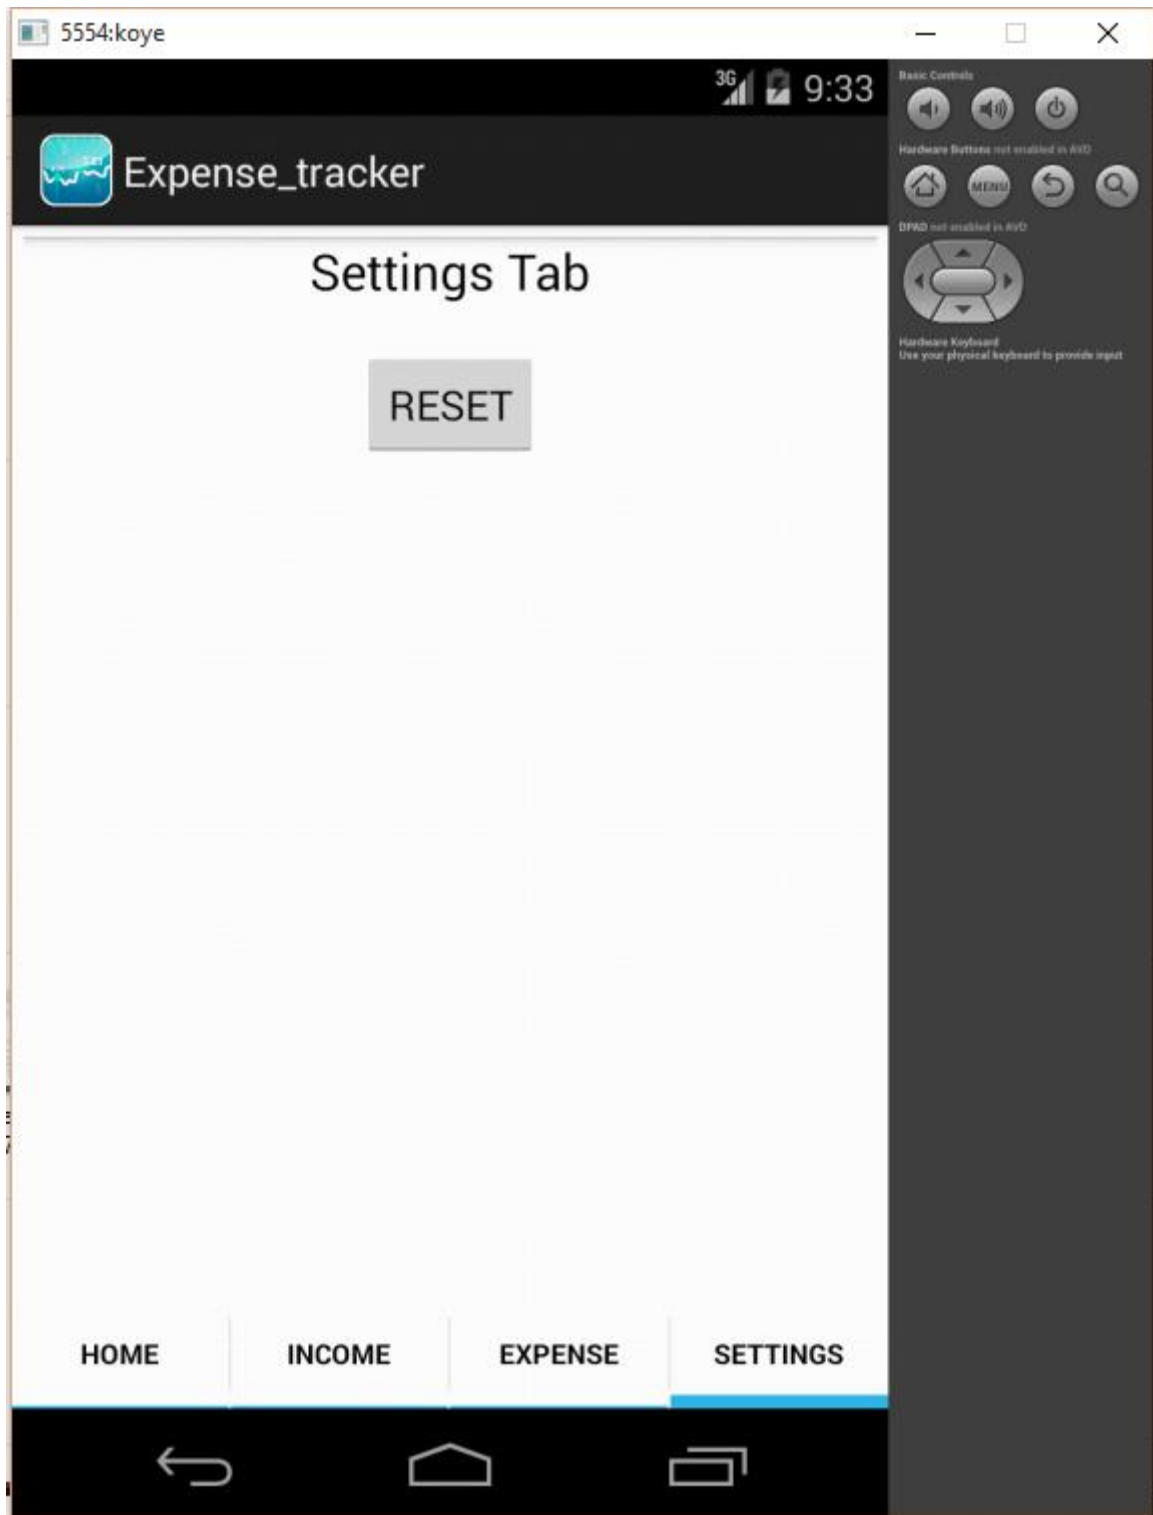 5554:koye
3G 9:33
Expense_tracker
Settings Tab
RESET
HOME INCOME EXPENSE SETTINGS
Basic Controls
Hardware Buttons not enabled in AVD
MENU
DPAD not enabled in AVD
Hardware Keyboard
Use your physical keyboard to provide input